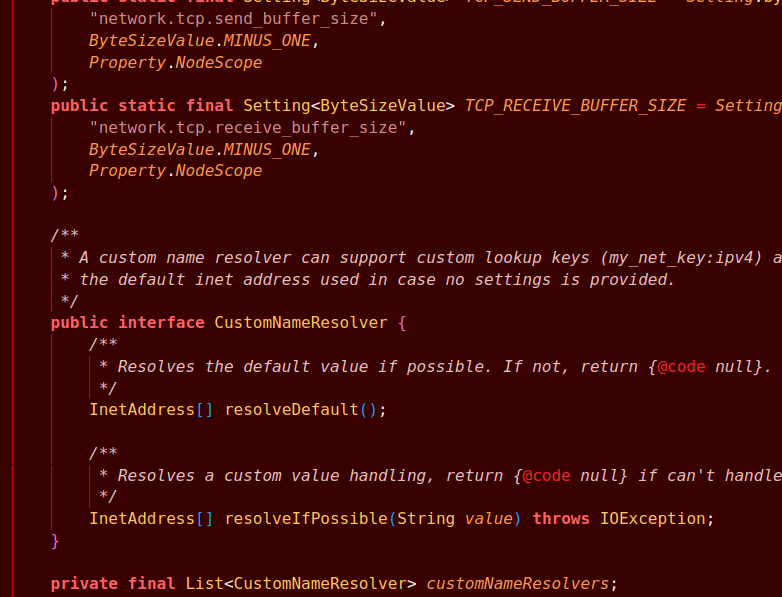 public static final Setting<ByteSizeValue> TCP_SEND_BUFFER_SIZE = Setting.by
"network.tcp.send_buffer_size",
ByteSizeValue.MINUS_ONE,
Property.NodeScope
);
public static final Setting<ByteSizeValue> TCP_RECEIVE_BUFFER_SIZE = Setting
"network.tcp.receive_buffer_size",
ByteSizeValue.MINUS_ONE,
Property.NodeScope
);
/**
* A custom name resolver can support custom lookup keys (my_net_key:ipv4) a
* the default inet address used in case no settings is provided.
*/
public interface CustomNameResolver {
/**
* Resolves the default value if possible. If not, return {@code null}.
*/
InetAddress[] resolveDefault();
/**
* Resolves a custom value handling, return {@code null} if can't handle
*/
InetAddress[] resolveIfPossible(String value) throws IOException;
}
private final List<CustomNameResolver> customNameResolvers;